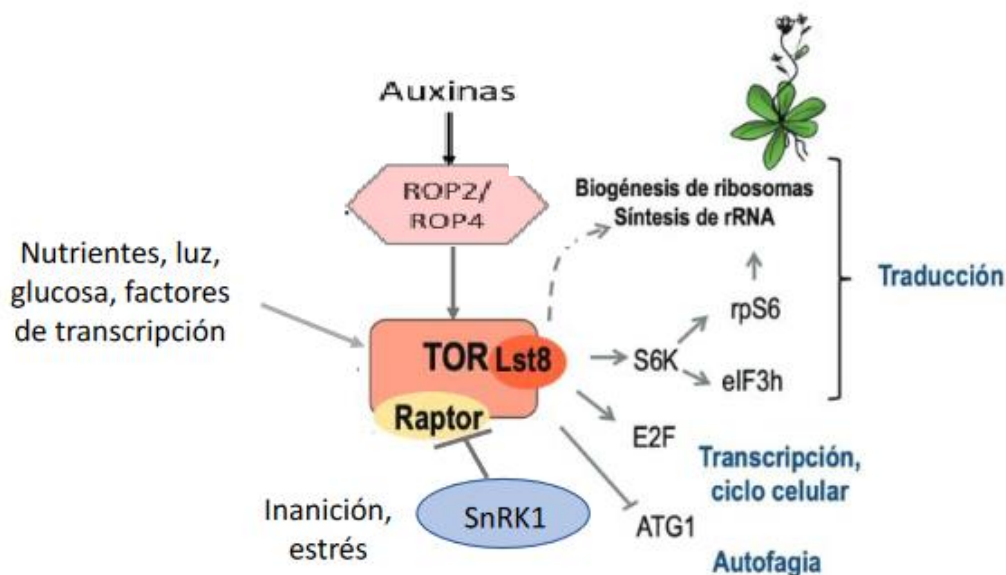 Auxinas
ROP2/
ROP4
Biogénesis de ribosomas
Síntesis de rRNA
Nutrientes, luz,
glucosa, factores
de transcripción
Traducción
rpS6
TOR
Lst8
S6K
eIF3h
Raptor
E2F
Transcripción,
ciclo celular
Inanición,
estrés
SnRK1
ATG1
Autofagia